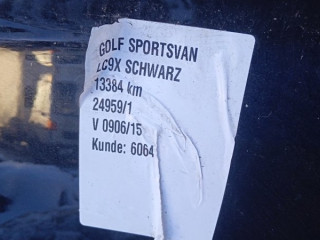 GOLF SPORTSVAN
LC9X SCHWARZ
13384 km
24959/1
V 0906/15
Kunde: 6064